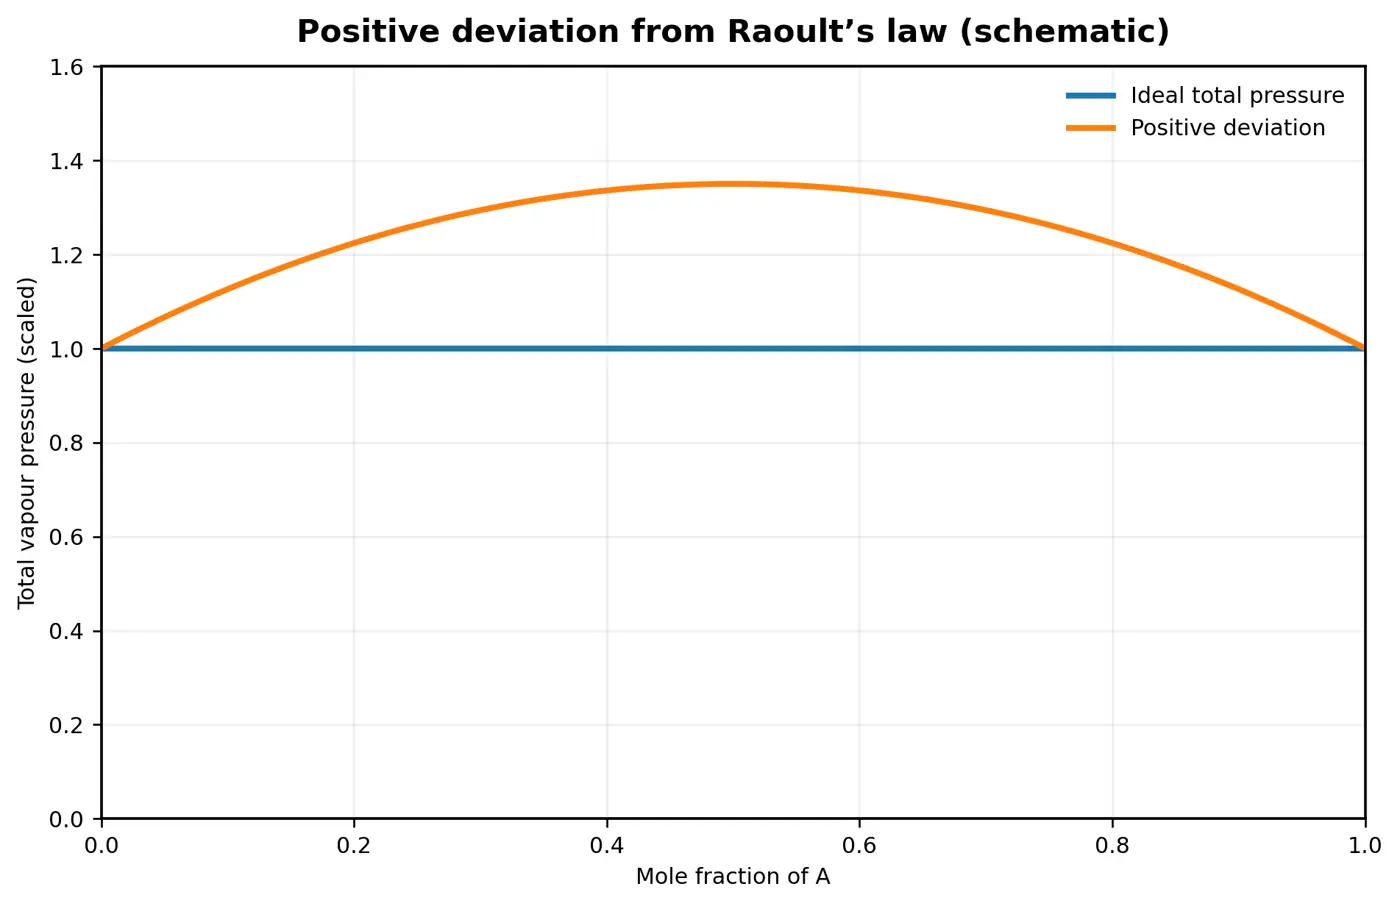 Positive deviation from Raoult’s law (schematic)
Ideal total pressure
Positive deviation
Total vapour pressure (scaled)
1.6
1.4
1.2
1.0
0.8
0.6
0.4
0.2
0.0
0.0 0.2 0.4 0.6 0.8 1.0
Mole fraction of A